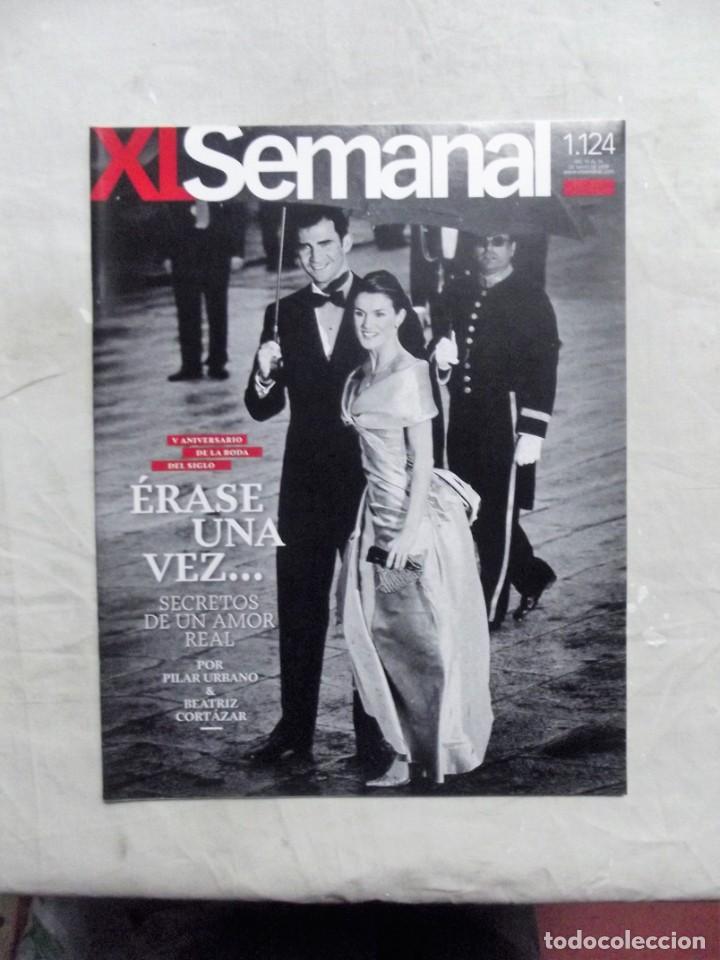 XLSemanal
1.124
V ANIVERSARIO
DE LA BODA
DEL SIGLO
ÉRASE
UNA
VEZ...
SECRETOS
DE UN AMOR
REAL
POR
PILAR URBANO
&
BEATRIZ
CORTÁZAR
todocoleccion